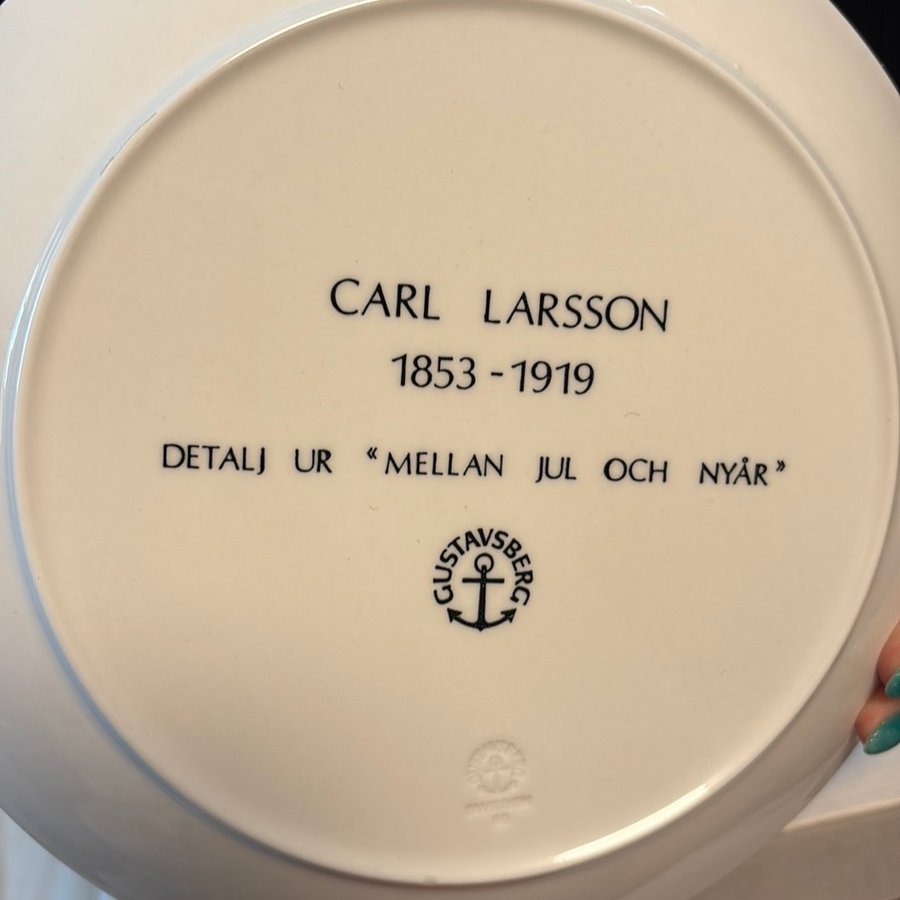 CARL LARSSON
1853 - 1919
DETALJ UR “MELLAN JUL OCH NYÅR”
GUSTAVSBERG